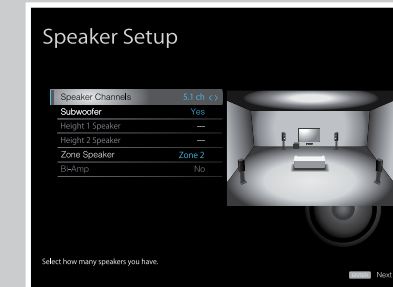 Speaker Setup
Speaker Channels 5.1 ch < >
Subwoofer Yes
Height 1 Speaker —
Height 2 Speaker —
Zone Speaker Zone 2
Bi-Amp No
Select how many speakers you have.
ENTER Next